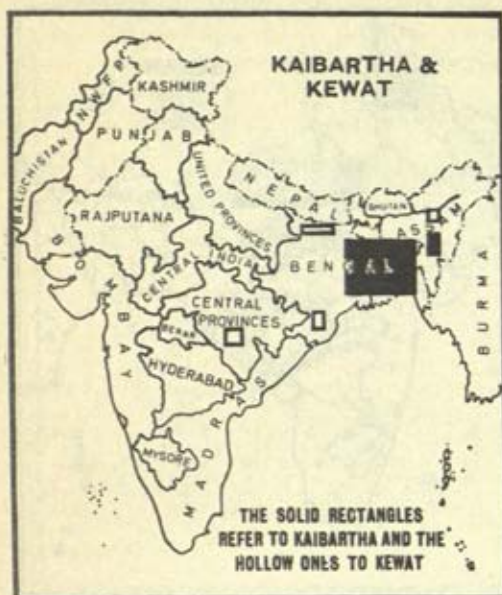 KAIBARTHA &
KEWAT
KASHMIR
N.W.F.P.
PUNJAB
BALUCHISTAN
UNITED PROVINCES
NEPAL
BHUTAN
RAJPUTANA
ASSAM
CENTRAL INDIA
BENGAL
BOMBAY
CENTRAL
PROVINCES
BURMA
BERAR
HYDERABAD
MADRAS
MYSORE
THE SOLID RECTANGLES
REFER TO KAIBARTHA AND THE
HOLLOW ONES TO KEWAT